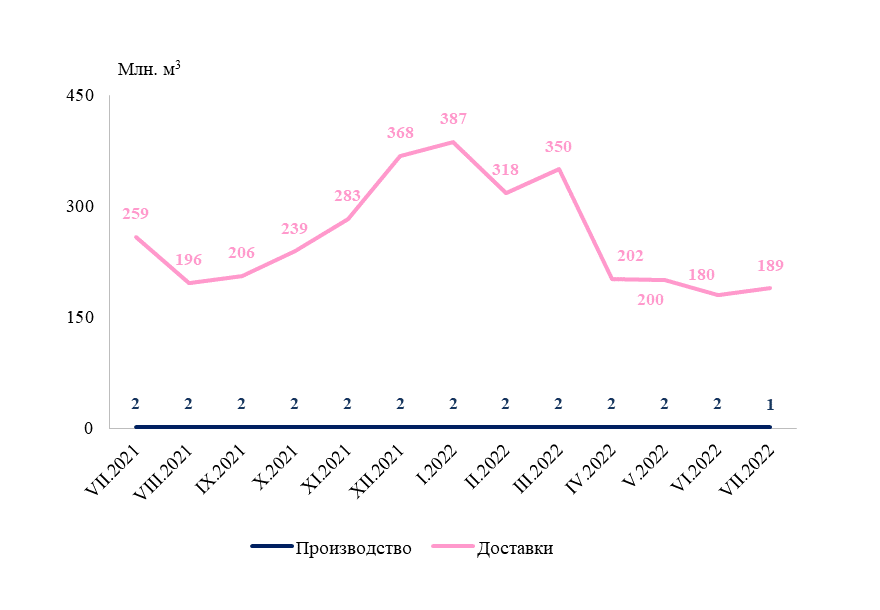 Млн. м³
450
300
150
0
259
196
206
239
283
368
387
318
350
202
200
180
189
2
2
2
2
2
2
2
2
2
2
2
2
1
VII.2021
VIII.2021
IX.2021
X.2021
XI.2021
XII.2021
I.2022
II.2022
III.2022
IV.2022
V.2022
VI.2022
VII.2022
Производство
Доставки